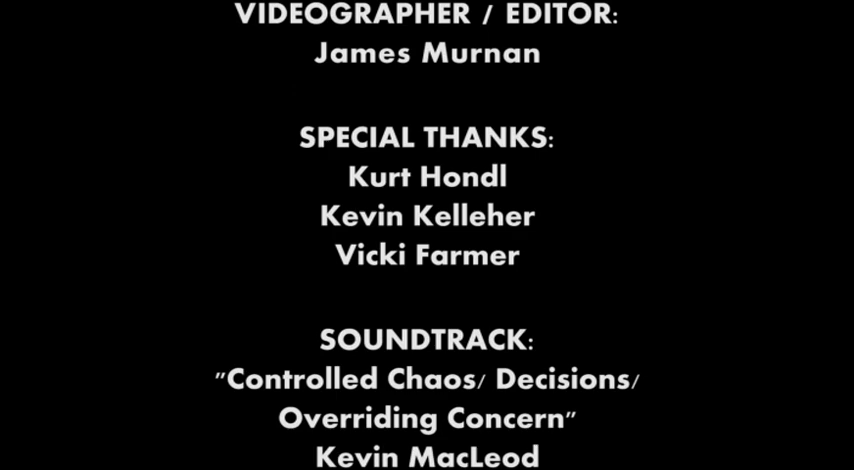 VIDEOGRAPHER / EDITOR:
James Murnan
SPECIAL THANKS:
Kurt Hondl
Kevin Kelleher
Vicki Farmer
SOUNDTRACK:
"Controlled Chaos/ Decisions/
Overriding Concern"
Kevin MacLeod